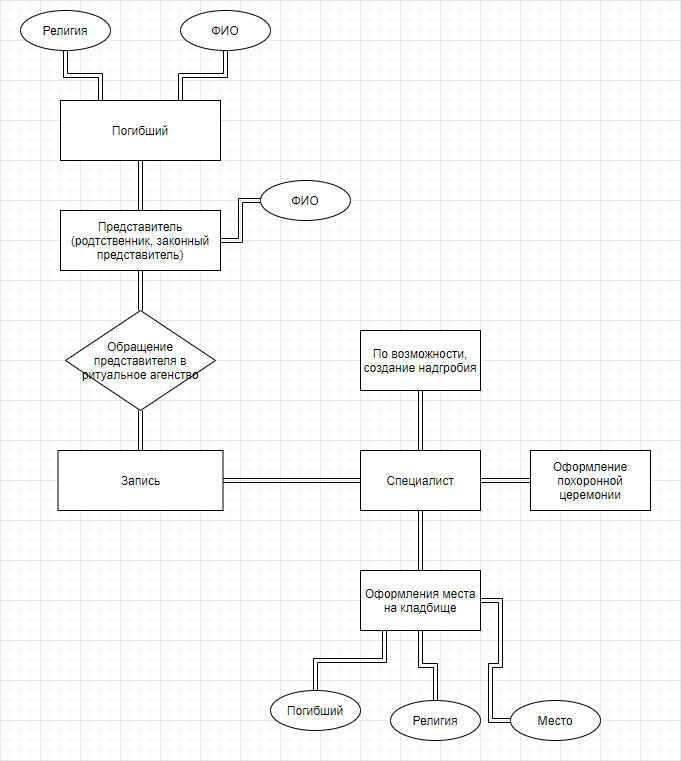 Религия
ФИО
Погибший
ФИО
Представитель
(родтственник, законный
представитель)
Обращение
представителя в
ритуальное агенство
По возможности,
создание надгробия
Запись
Специалист
Оформление
похоронной
церемонии
Оформления места
на кладбище
Погибший
Религия
Место